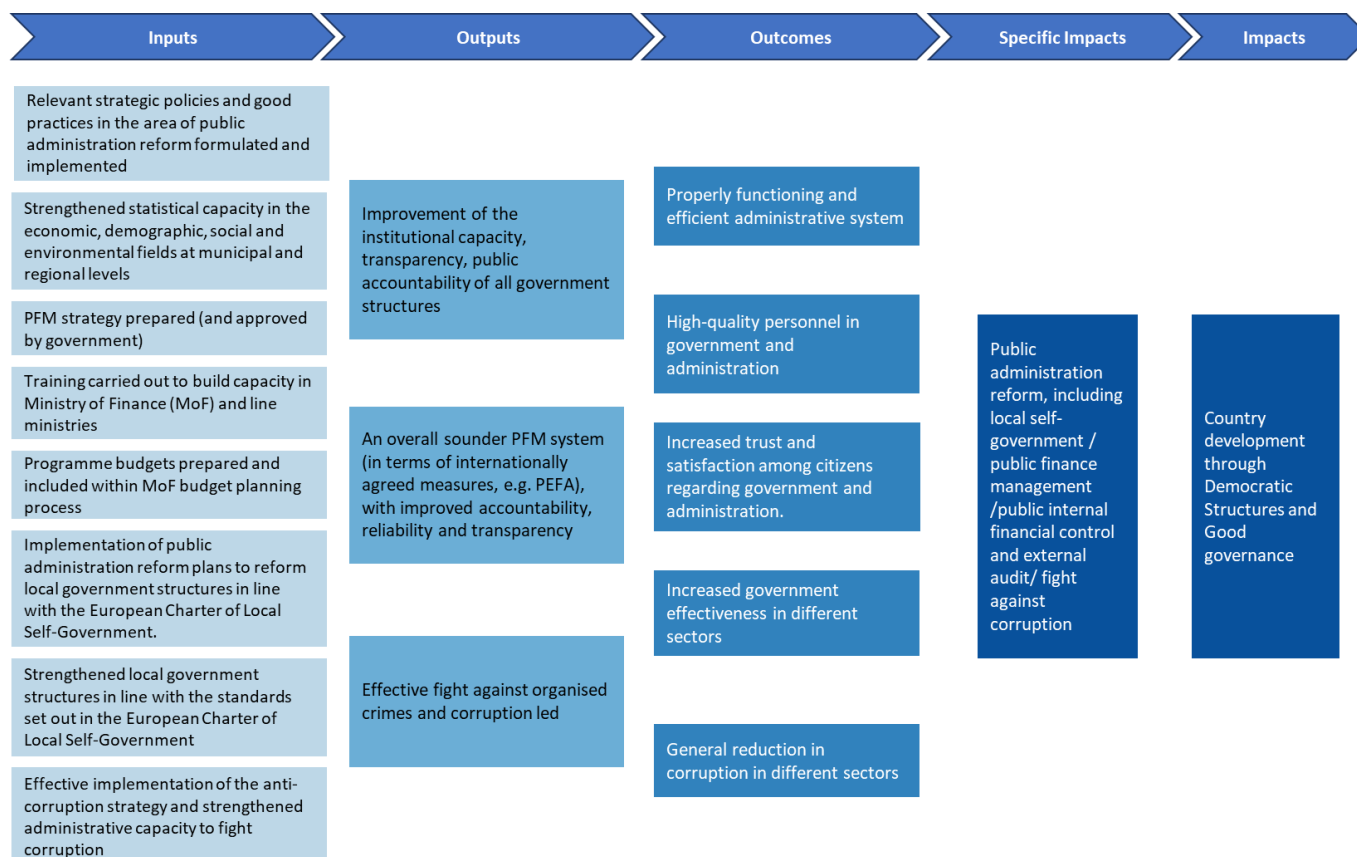 Inputs
Outputs
Outcomes
Specific Impacts
Impacts
Relevant strategic policies and good
practices in the area of public
administration reform formulated and
implemented
Strengthened statistical capacity in the
economic, demographic, social and
environmental fields at municipal and
regional levels
PFM strategy prepared (and approved
by government)
Training carried out to build capacity in
Ministry of Finance (MoF) and line
ministries
Programme budgets prepared and
included within MoF budget planning
process
Implementation of public
administration reform plans to reform
local government structures in line
with the European Charter of Local
Self-Government.
Strengthened local government
structures in line with the standards
set out in the European Charter of
Local Self-Government
Effective implementation of the anti-
corruption strategy and strengthened
administrative capacity to fight
corruption
Improvement of the
institutional capacity,
transparency, public
accountability of all government
structures
An overall sounder PFM system
(in terms of internationally
agreed measures, e.g. PEFA),
with improved accountability,
reliability and transparency
Effective fight against organised
crimes and corruption led
Properly functioning and
efficient administrative system
High-quality personnel in
government and
administration
Increased trust and
satisfaction among citizens
regarding government and
administration.
Increased government
effectiveness in different
sectors
General reduction in
corruption in different sectors
Public
administration
reform, including
local self-
government /
public finance
management
/public internal
financial control
and external
audit/ fight
against
corruption
Country
development
through
Democratic
Structures and
Good
governance